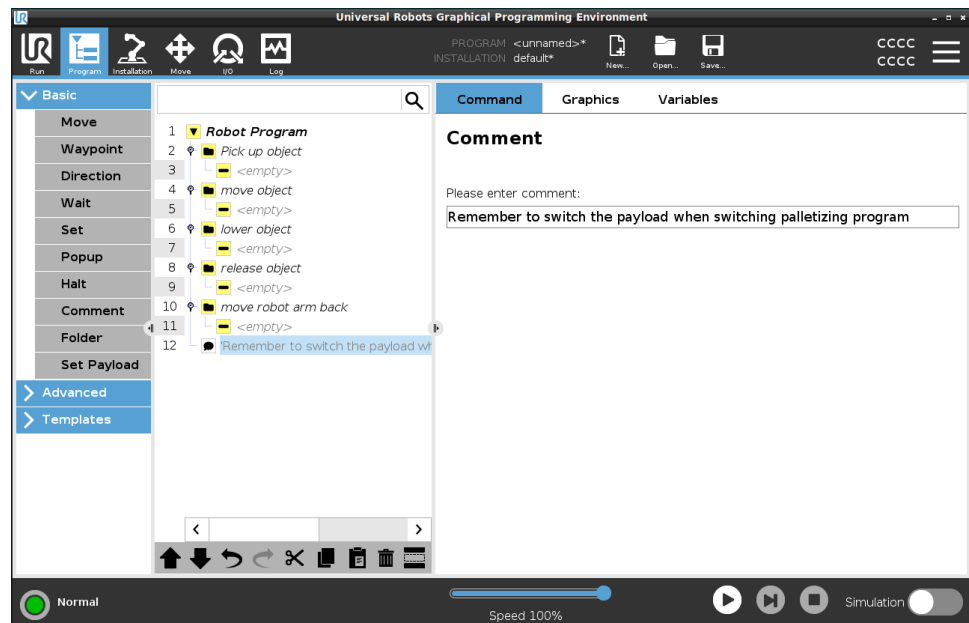 Universal Robots Graphical Programming Environment
UR
Run
Program
Installation
Move
I/O
Log
PROGRAM <unnamed>*
INSTALLATION default*
New...
Open...
Save...
CCCC
CCCC
Basic
Move
Waypoint
Direction
Wait
Set
Popup
Halt
Comment
Folder
Set Payload
Advanced
Templates
1 Robot Program
2 Pick up object
3 <empty>
4 move object
5 <empty>
6 lower object
7 <empty>
8 release object
9 <empty>
10 move robot arm back
11 <empty>
12 'Remember to switch the payload wh
Command Graphics Variables
Comment
Please enter comment:
Remember to switch the payload when switching palletizing program
Normal
Speed 100%
Simulation